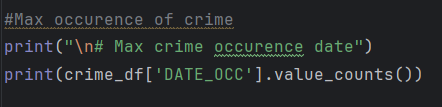 #Max occurence of crime
print("\n# Max crime occurence date")
print(crime_df['DATE_OCC'].value_counts())